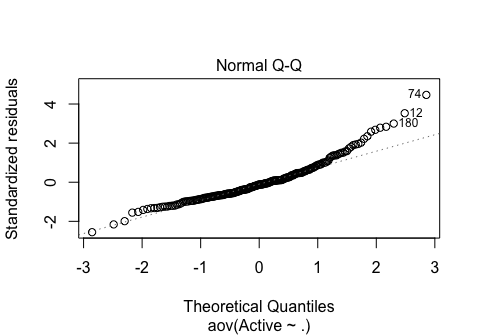 Normal Q-Q
Standardized residuals
4
2
0
-2
74
12
180
-3 -2 -1 0 1 2 3
Theoretical Quantiles
aov(Active ~ .)